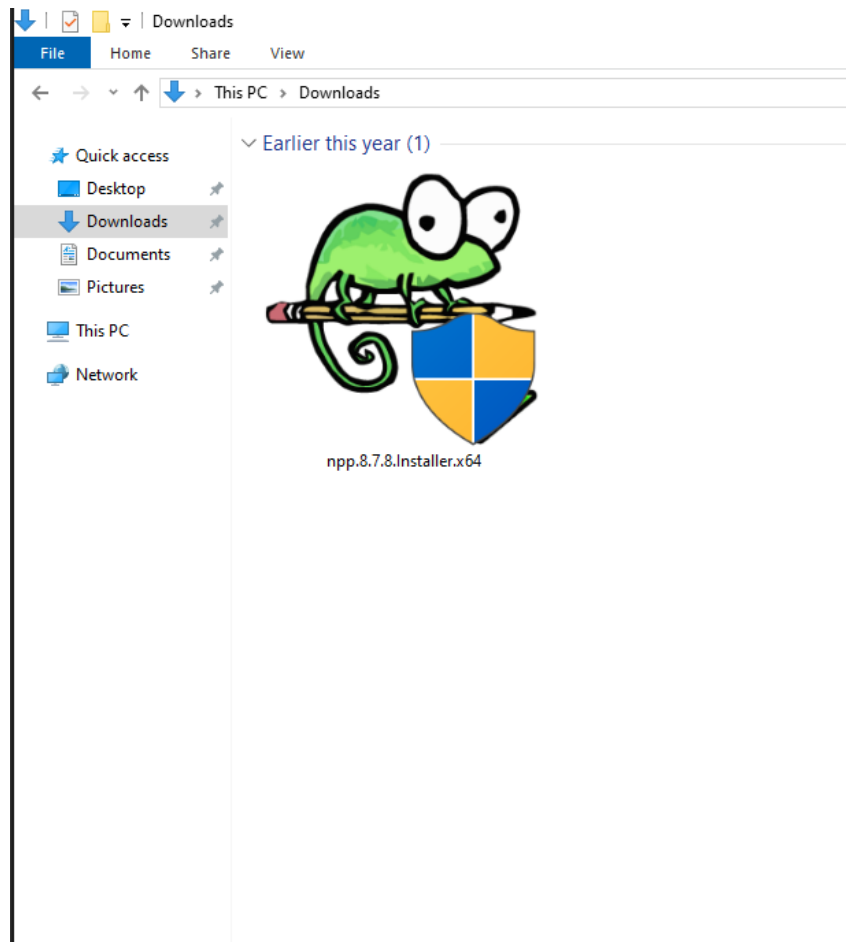 Downloads
File Home Share View
This PC > Downloads
Quick access
Desktop
Downloads
Documents
Pictures
This PC
Network
Earlier this year (1)
npp.8.7.8.Installer.x64